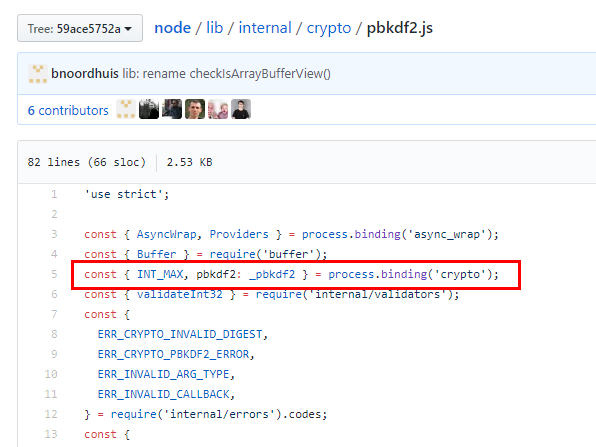 Tree: 59ace5752a
node / lib / internal / crypto / pbkdf2.js
bnoordhuis lib: rename checkIsArrayBufferView()
6 contributors
82 lines (66 sloc) 2.53 KB
1 'use strict';
2
3 const { AsyncWrap, Providers } = process.binding('async_wrap');
4 const { Buffer } = require('buffer');
5 const { INT_MAX, pbkdf2: _pbkdf2 } = process.binding('crypto');
6 const { validateInt32 } = require('internal/validators');
7 const {
8 ERR_CRYPTO_INVALID_DIGEST,
9 ERR_CRYPTO_PBKDF2_ERROR,
10 ERR_INVALID_ARG_TYPE,
11 ERR_INVALID_CALLBACK,
12 } = require('internal/errors').codes;
13 const {